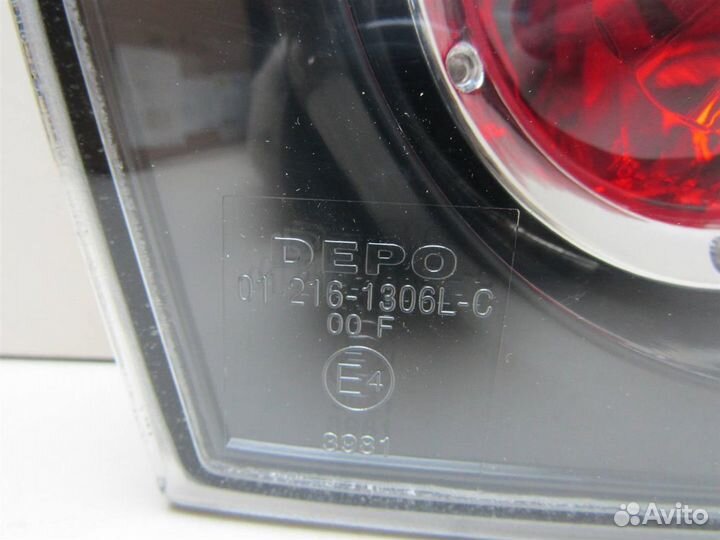 DEPO
01 216-1306L-C
00 F
E4
3981
Avito